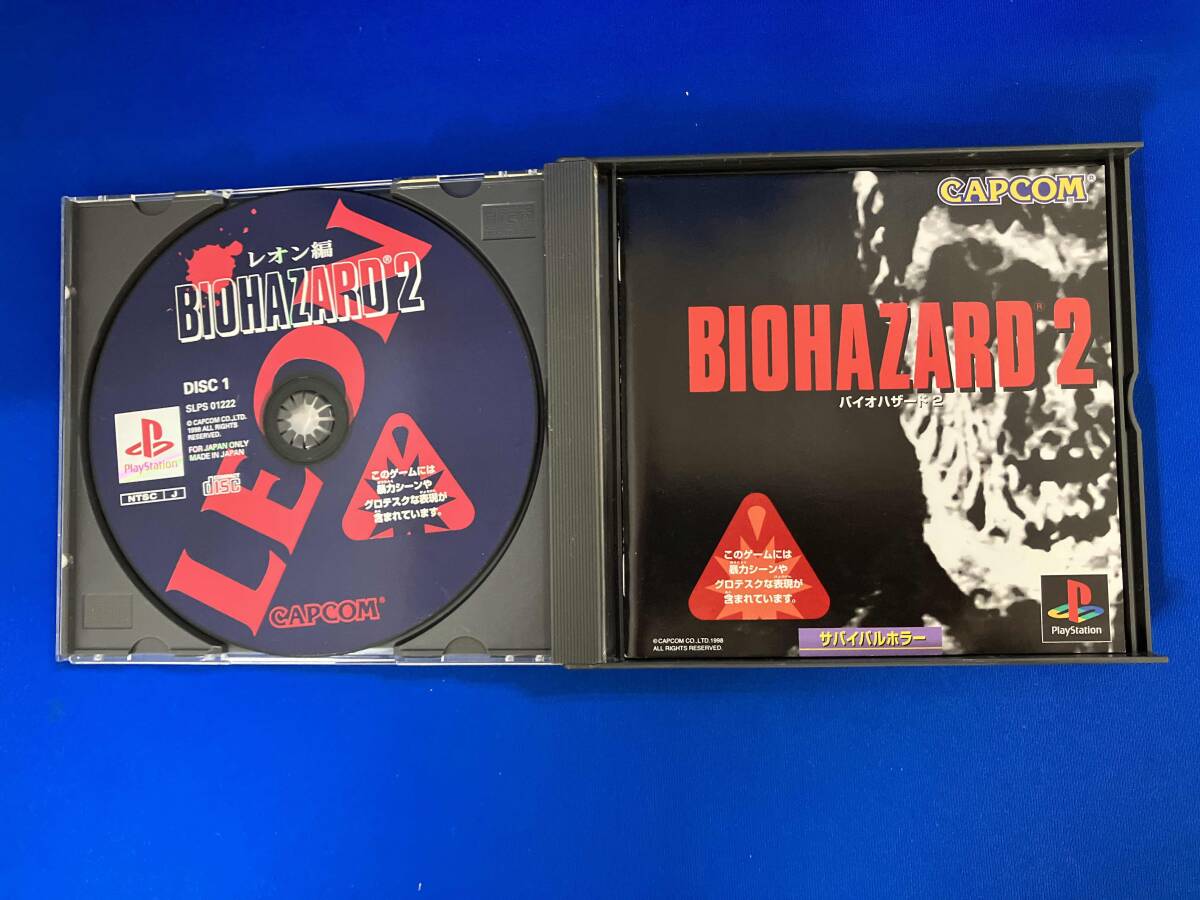 レオン編
BIOHAZARD® 2
LEON
DISC 1
SLPS 01222
© CAPCOM CO.,LTD.
1998 ALL RIGHTS
RESERVED.
FOR JAPAN ONLY
MADE IN JAPAN
PlayStation
NTSC J
disc
このゲームには
暴力シーンや
グロテスクな表現が
含まれています。
CAPCOM®
CAPCOM®
BIOHAZARD® 2
バイオハザード2
このゲームには
暴力シーンや
グロテスクな表現が
含まれています。
© CAPCOM CO.,LTD.1998
ALL RIGHTS RESERVED.
サバイバルホラー
PlayStation